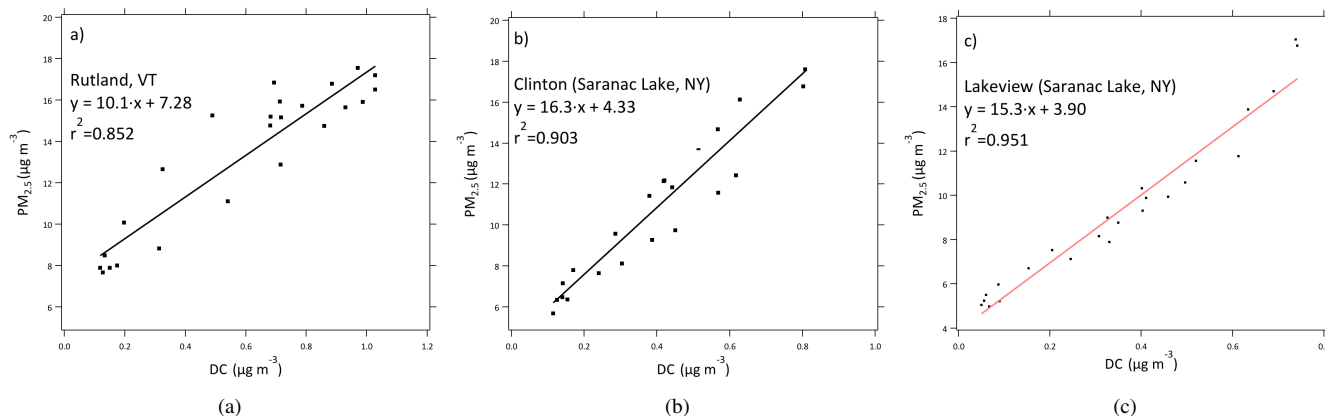 a)
Rutland, VT
y = 10.1·x + 7.28
r²=0.852
PM₂.₅ (µg m⁻³)
20
18
16
14
12
10
8
6
0.0 0.2 0.4 0.6 0.8 1.0 1.2
DC (µg m⁻³)
(a)
b)
Clinton (Saranac Lake, NY)
y = 16.3·x + 4.33
r²=0.903
PM₂.₅ (µg m⁻³)
20
18
16
14
12
10
8
6
0.0 0.2 0.4 0.6 0.8 1.0
DC (µg m⁻³)
(b)
c)
Lakeview (Saranac Lake, NY)
y = 15.3·x + 3.90
r²=0.951
PM₂.₅ (µg m⁻³)
18
16
14
12
10
8
6
4
0.0 0.2 0.4 0.6
DC (µg m⁻³)
(c)